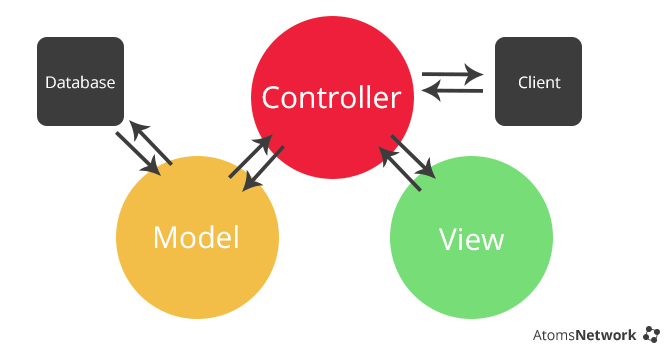 Database
Controller
Client
Model
View
AtomsNetwork